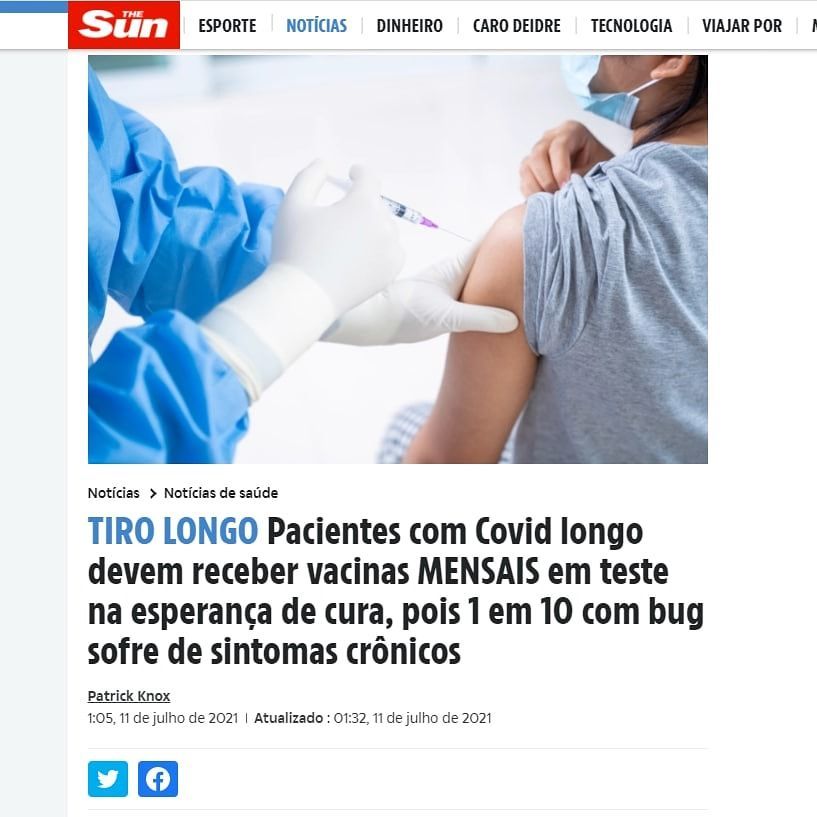 THE Sun ESPORTE NOTÍCIAS DINHEIRO CARO DEIDRE TECNOLOGIA VIAJAR POR
Notícias > Notícias de saúde
TIRO LONGO Pacientes com Covid longo
devem receber vacinas MENSAIS em teste
na esperança de cura, pois 1 em 10 com bug
sofre de sintomas crônicos
Patrick Knox
1:05, 11 de julho de 2021 | Atualizado : 01:32, 11 de julho de 2021